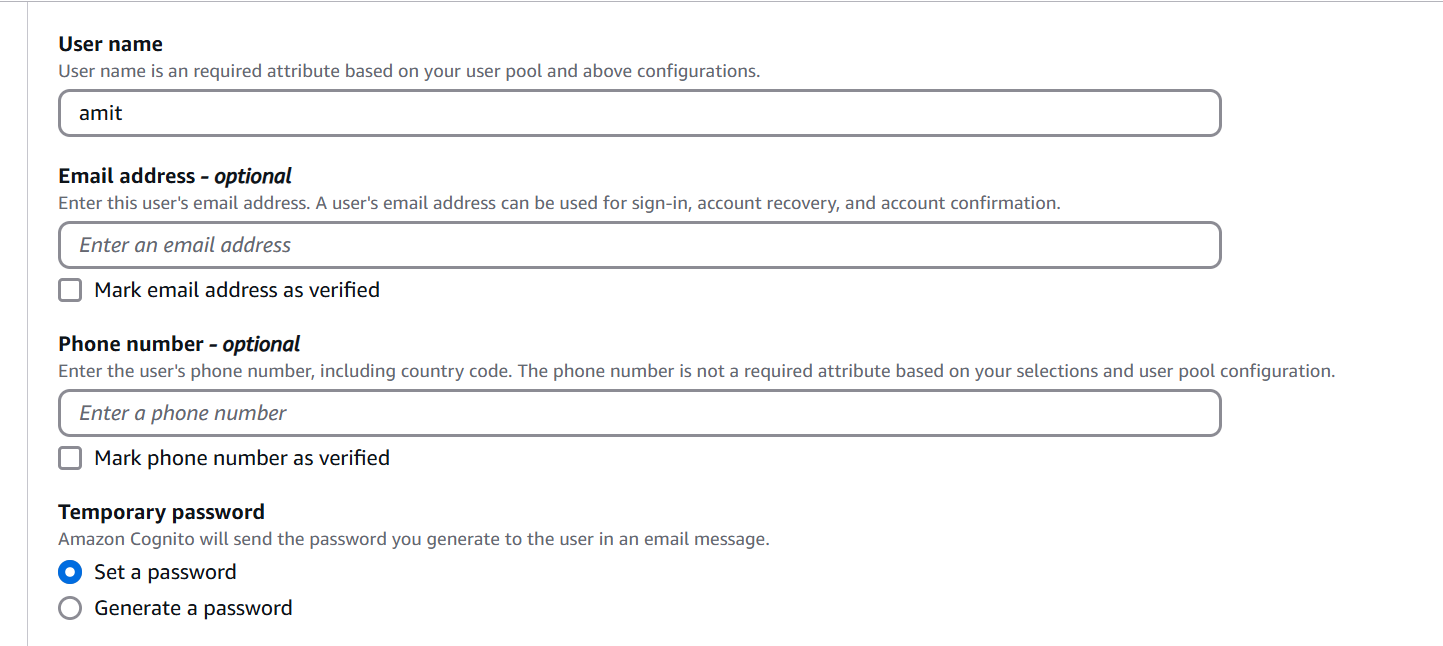 User name
User name is an required attribute based on your user pool and above configurations.
amit
Email address - optional
Enter this user's email address. A user's email address can be used for sign-in, account recovery, and account confirmation.
Enter an email address
Mark email address as verified
Phone number - optional
Enter the user's phone number, including country code. The phone number is not a required attribute based on your selections and user pool configuration.
Enter a phone number
Mark phone number as verified
Temporary password
Amazon Cognito will send the password you generate to the user in an email message.
Set a password
Generate a password